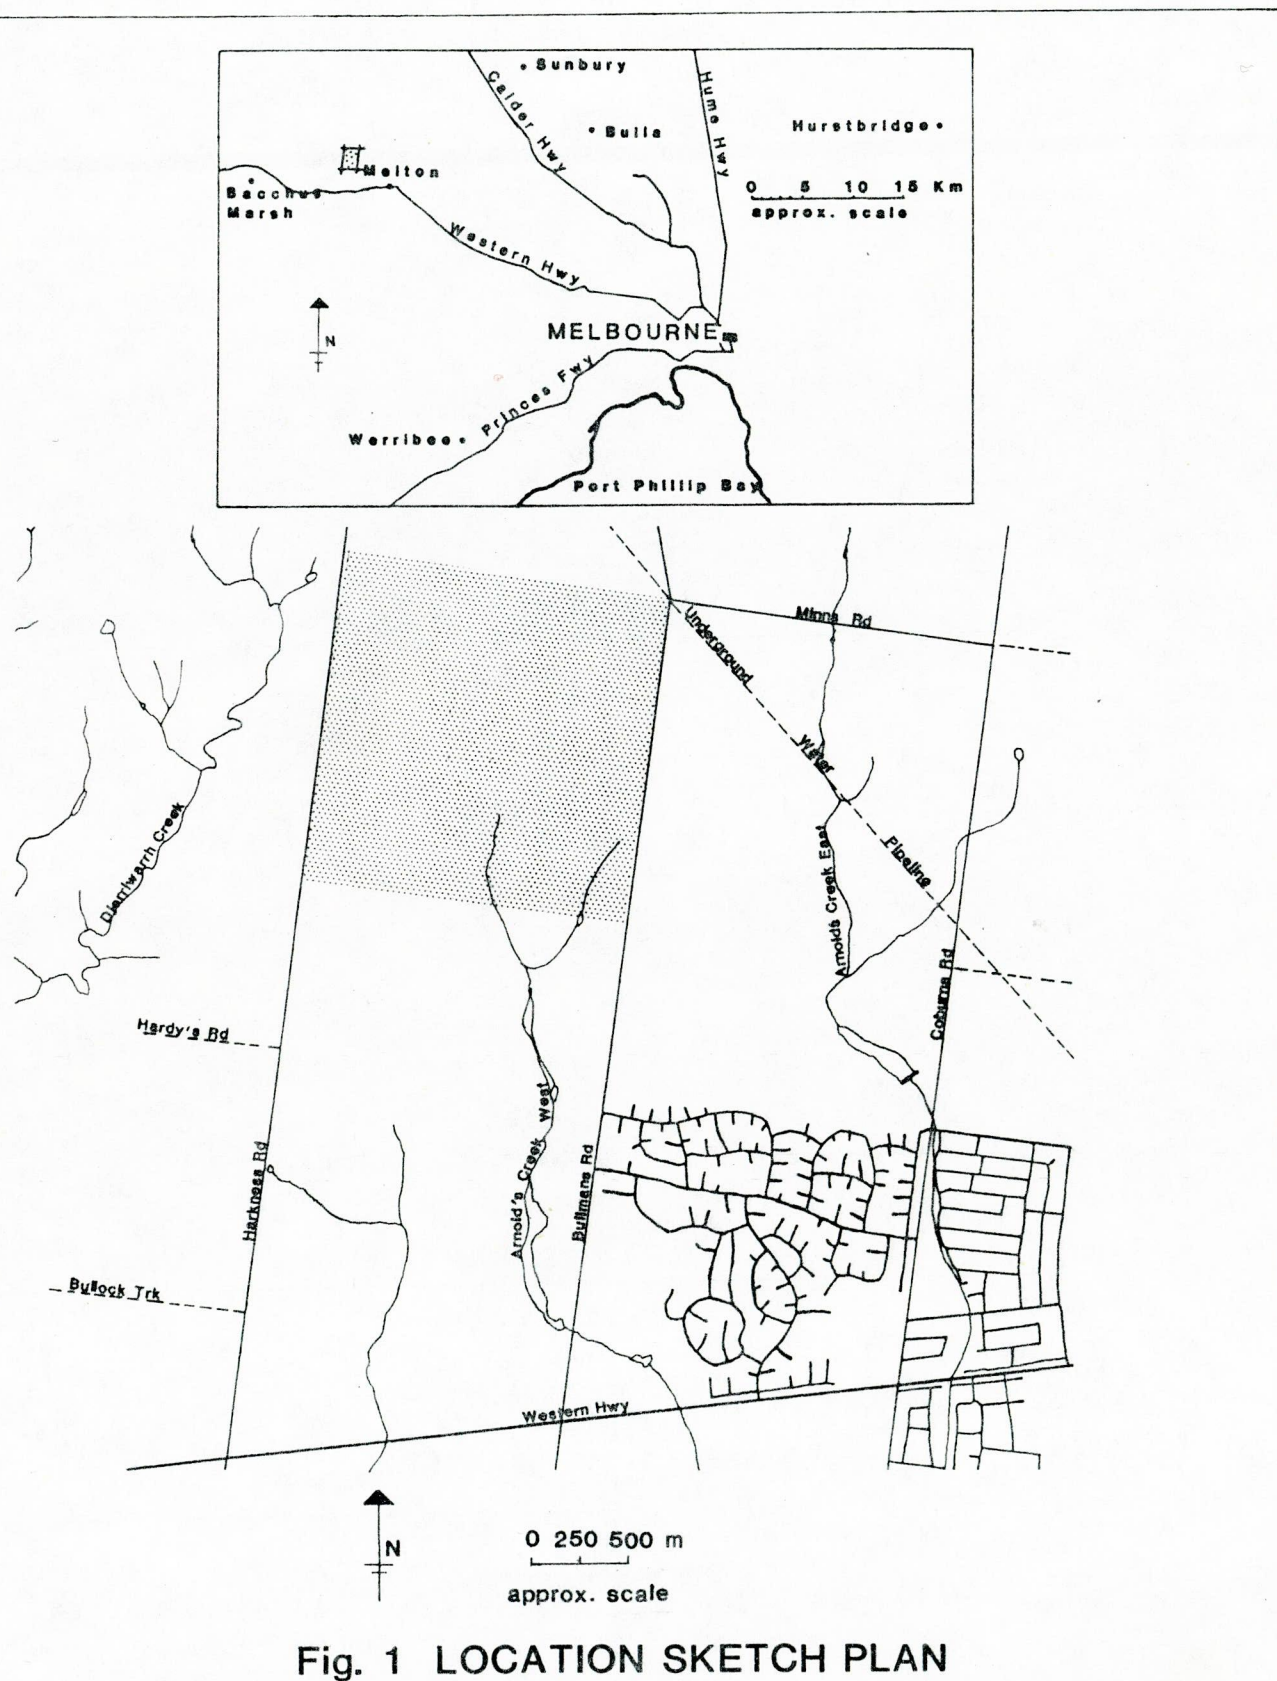 Sunbury
Calder Hwy
Hume Hwy
Bulla
Hurstbridge
Melton
0 5 10 15 Km
approx. scale
Bacchus
Marsh
Western Hwy
N
MELBOURNE
Princes Fwy
Werribee
Port Phillip Bay
Minns Rd
Underground
Water
Pipeline
Djerriwarrh Creek
Arnolds Creek East
Coburns Rd
Hardy's Rd
Harkness Rd
Arnold's Creek West
Bullmans Rd
Bullock Trk
Western Hwy
N
0 250 500 m
approx. scale
Fig. 1 LOCATION SKETCH PLAN